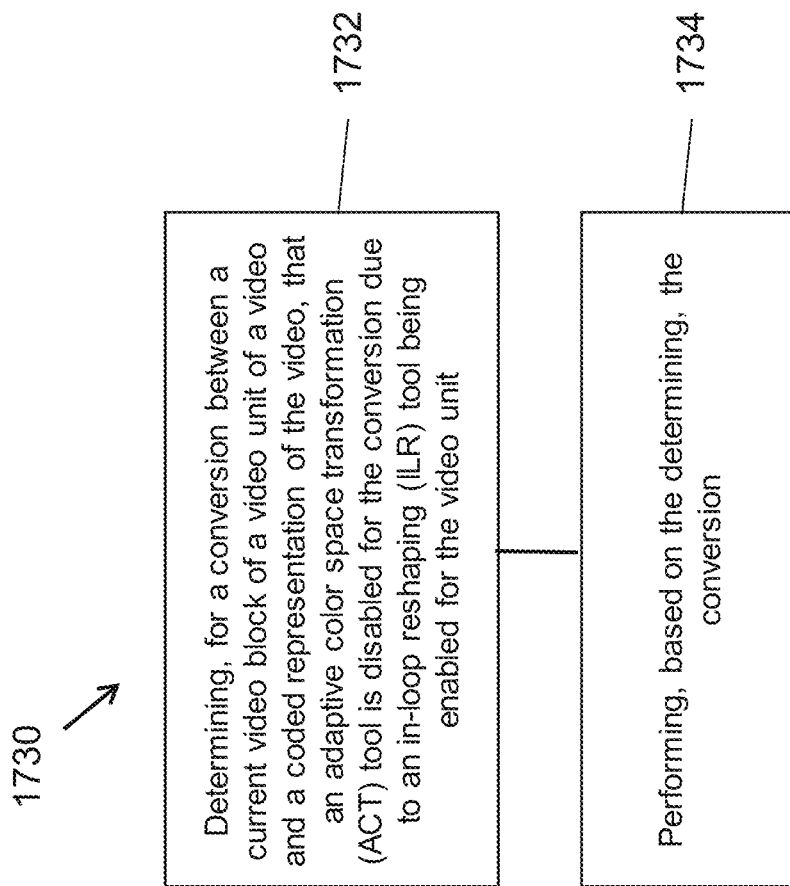 1730
Determining, for a conversion between a
current video block of a video unit of a video
and a coded representation of the video, that
an adaptive color space transformation
(ACT) tool is disabled for the conversion due
to an in-loop reshaping (ILR) tool being
enabled for the video unit
1732
Performing, based on the determining, the
conversion
1734